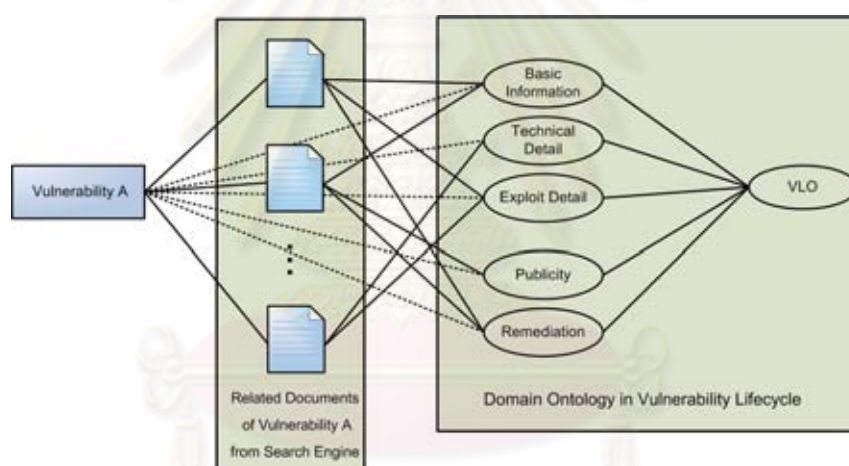 Vulnerability A
Related Documents
of Vulnerability A
from Search Engine
Basic
Information
Technical
Detail
Exploit Detail
Publicity
Remediation
VLO
Domain Ontology in Vulnerability Lifecycle